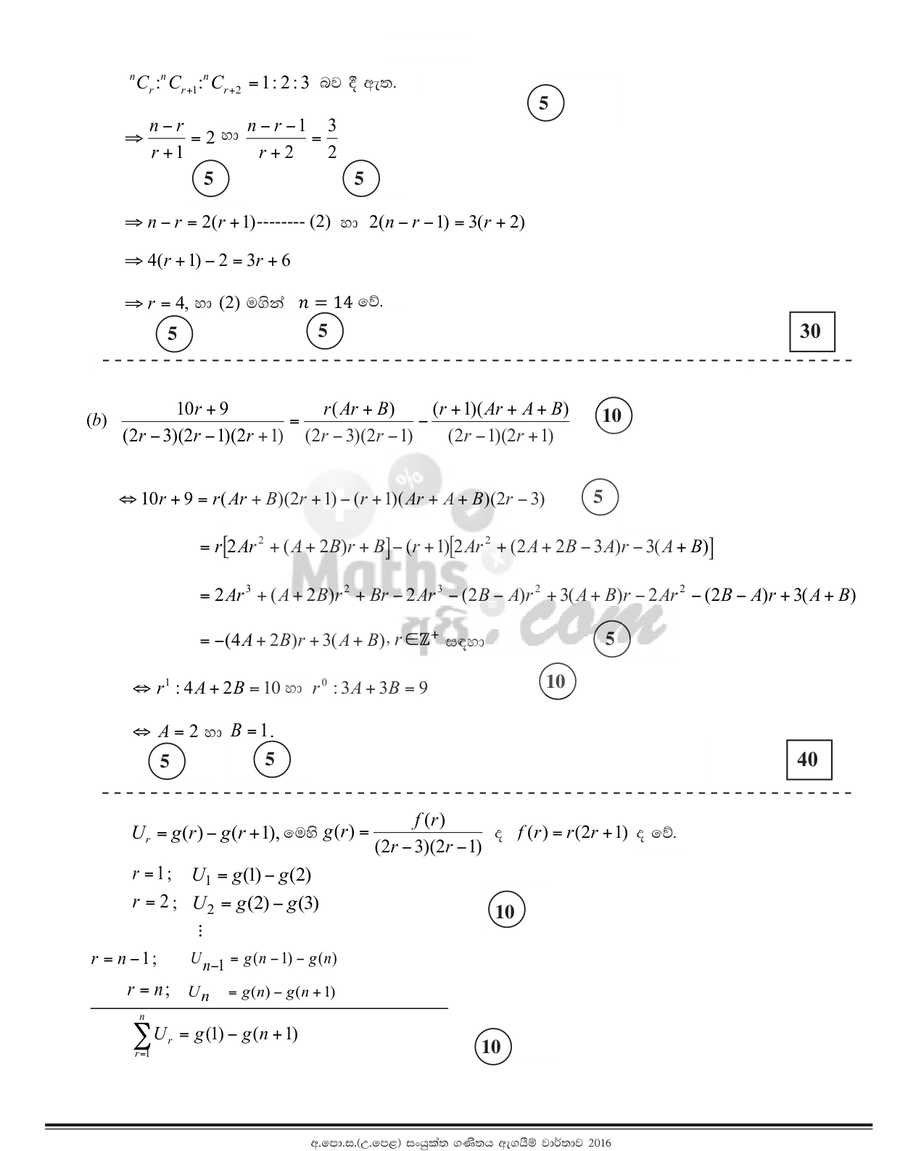 ⁿCᵣ:ⁿCᵣ₊₁:ⁿCᵣ₊₂ = 1 : 2 : 3 බව දී ඇත.
5
⇒ (n − r)/(r + 1) = 2 හා (n − r − 1)/(r + 2) = 3/2
5 5
⇒ n − r = 2(r + 1)-------- (2) හා 2(n − r − 1) = 3(r + 2)
⇒ 4(r + 1) − 2 = 3r + 6
⇒ r = 4, හා (2) මගින් n = 14 වේ.
5 5 30
(b) (10r + 9)/((2r − 3)(2r − 1)(2r + 1)) = r(Ar + B)/((2r − 3)(2r − 1)) − (r + 1)(Ar + A + B)/((2r − 1)(2r + 1)) 10
⇔ 10r + 9 = r(Ar + B)(2r + 1) − (r + 1)(Ar + A + B)(2r − 3) 5
= r[2Ar² + (A + 2B)r + B] − (r + 1)[2Ar² + (2A + 2B − 3A)r − 3(A + B)]
Maths
= 2Ar³ + (A + 2B)r² + Br − 2Ar³ − (2B − A)r² + 3(A + B)r − 2Ar² − (2B − A)r + 3(A + B)
අපි . com
= −(4A + 2B)r + 3(A + B), r∈ℤ⁺ සඳහා 5
⇔ r¹ : 4A + 2B = 10 හා r⁰ : 3A + 3B = 9 10
⇔ A = 2 හා B = 1.
5 5 40
Uᵣ = g(r) − g(r + 1), මෙහි g(r) = f(r)/((2r − 3)(2r − 1)) ද f(r) = r(2r + 1) ද වේ.
r = 1; U₁ = g(1) − g(2)
r = 2; U₂ = g(2) − g(3) 10
⋮
r = n − 1; Uₙ₋₁ = g(n − 1) − g(n)
r = n; Uₙ = g(n) − g(n + 1)
∑ⁿᵣ₌₁ Uᵣ = g(1) − g(n + 1) 10
අ.පො.ස.(උ.පෙළ) සංයුක්ත ගණිතය ඇගයීම් වාර්තාව 2016